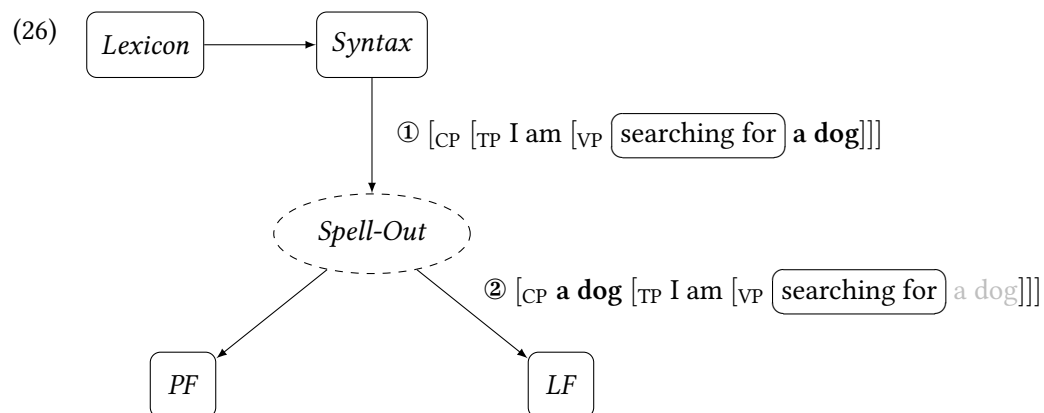 (26)
Lexicon
Syntax
① [CP [TP I am [VP searching for a dog]]]
Spell-Out
② [CP a dog [TP I am [VP searching for a dog]]]
PF
LF